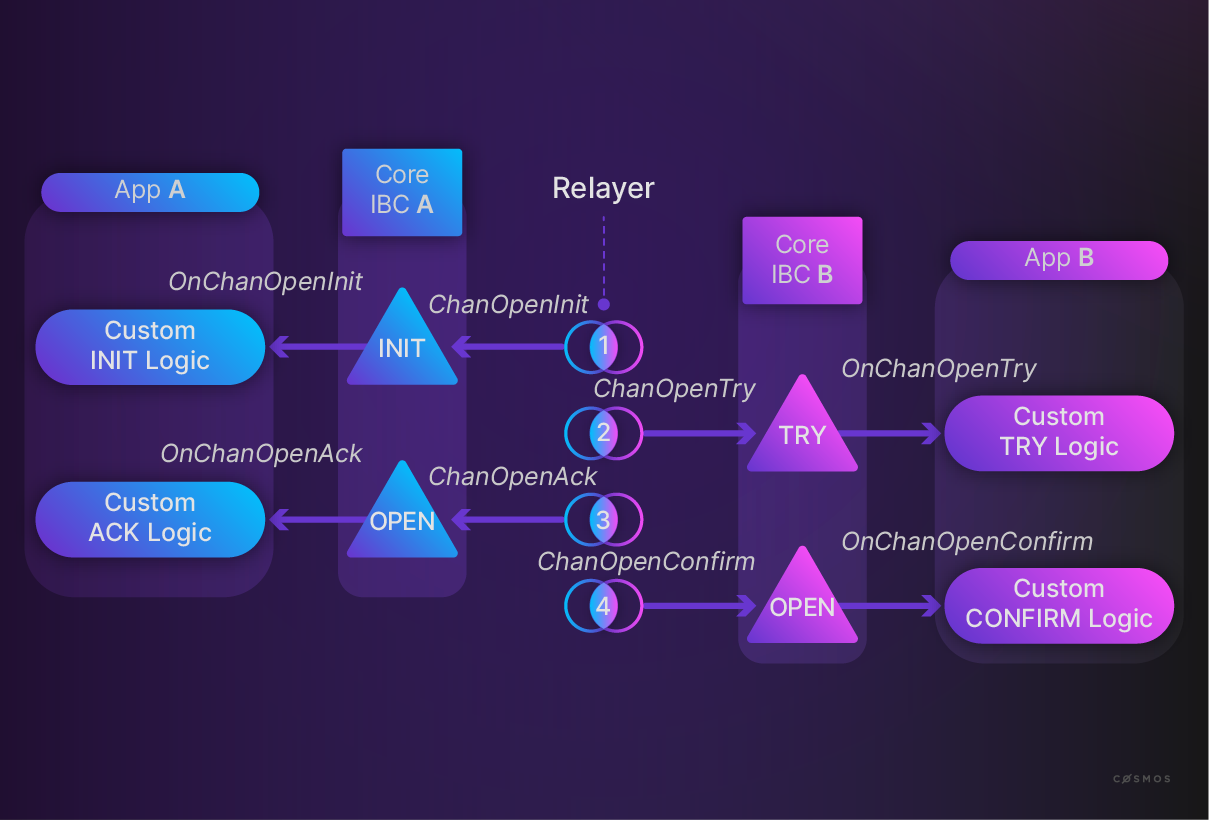 App A
Core
IBC A
Relayer
Core
IBC B
App B
OnChanOpenInit
ChanOpenInit
Custom
INIT Logic
INIT
1
ChanOpenTry
OnChanOpenTry
2
TRY
Custom
TRY Logic
OnChanOpenAck
ChanOpenAck
Custom
ACK Logic
OPEN
3
ChanOpenConfirm
OnChanOpenConfirm
4
OPEN
Custom
CONFIRM Logic
COSMOS